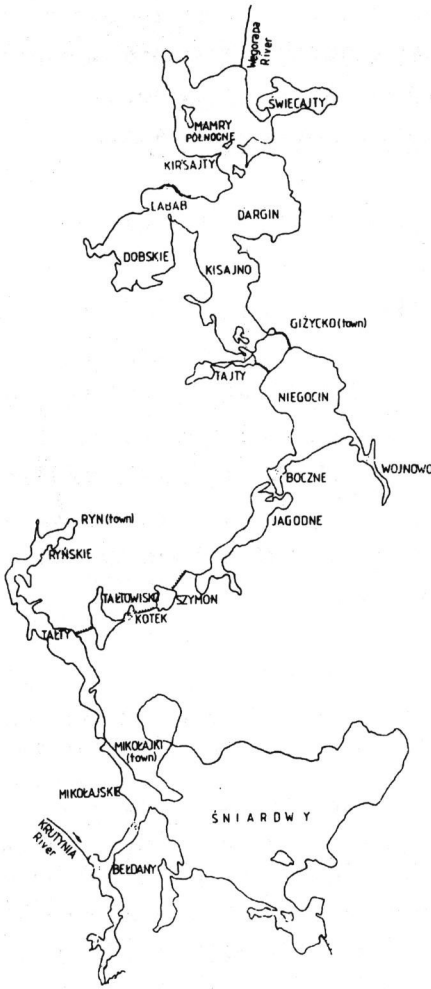 Węgorapa
River
ŚWIĘCAJTY
MAMRY
PÓŁNOCNE
KIRSAJTY
ŁABAB
DARGIN
DOBSKIE
KISAJNO
GIŻYCKO (town)
TAJTY
NIEGOCIN
WOJNOWO
BOCZNE
JAGODNE
RYN (town)
RYŃSKIE
TAŁTOWISKO
SZYMON
KOTEK
TAŁTY
MIKOŁAJKI
(town)
MIKOŁAJSKIE
ŚNIARDWY
KRUTYNIA
River
BEŁDANY